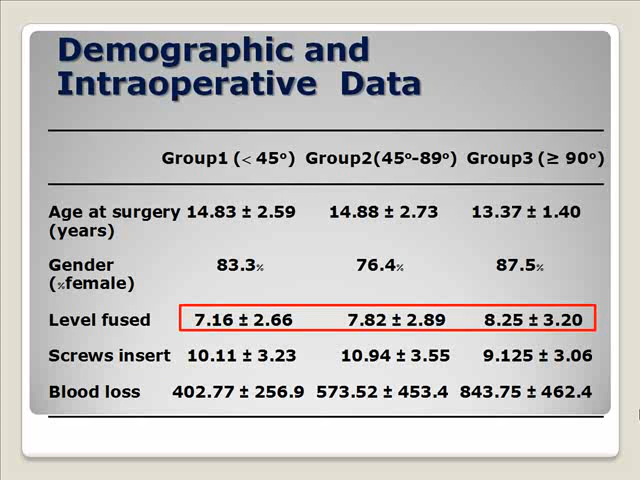 Demographic and
Intraoperative Data
Group1 (< 45°) Group2(45°-89°) Group3 (≥ 90°)
Age at surgery 14.83 ± 2.59 14.88 ± 2.73 13.37 ± 1.40
(years)
Gender 83.3% 76.4% 87.5%
(%female)
Level fused 7.16 ± 2.66 7.82 ± 2.89 8.25 ± 3.20
Screws insert 10.11 ± 3.23 10.94 ± 3.55 9.125 ± 3.06
Blood loss 402.77 ± 256.9 573.52 ± 453.4 843.75 ± 462.4